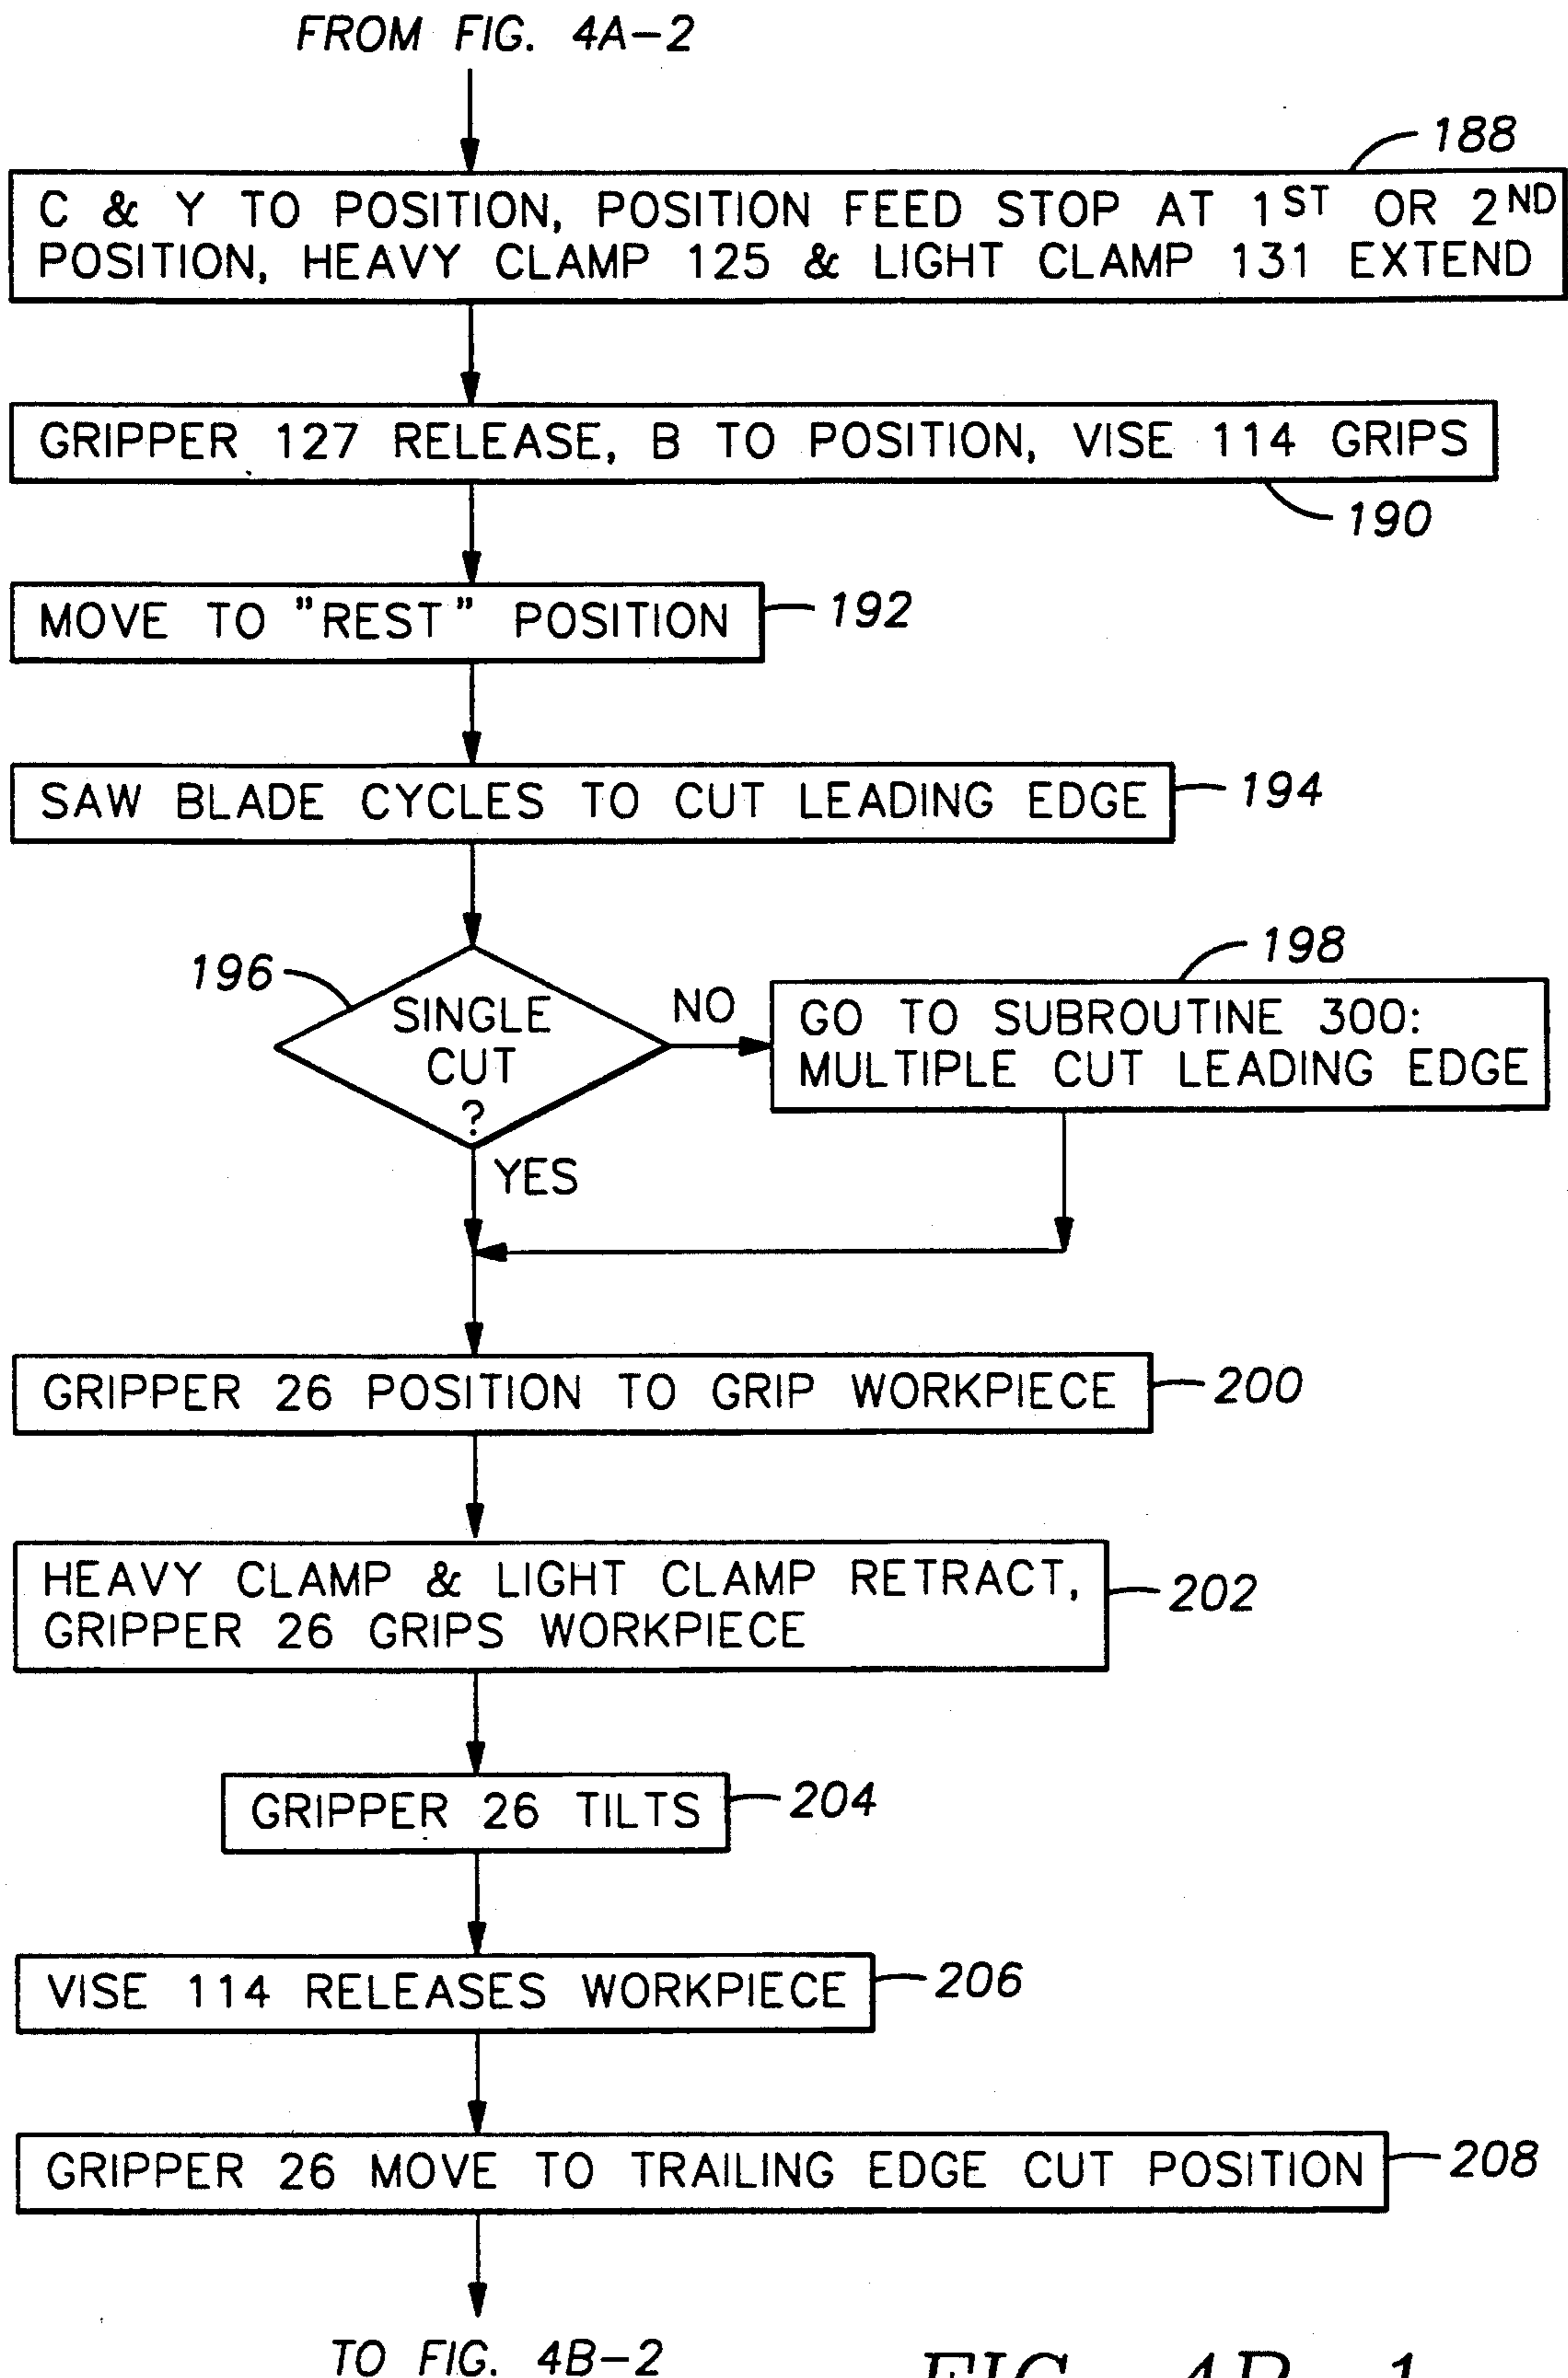 FROM FIG. 4A-2
188
C & Y TO POSITION, POSITION FEED STOP AT 1ST OR 2ND
POSITION, HEAVY CLAMP 125 & LIGHT CLAMP 131 EXTEND
GRIPPER 127 RELEASE, B TO POSITION, VISE 114 GRIPS
190
MOVE TO "REST" POSITION
192
SAW BLADE CYCLES TO CUT LEADING EDGE
194
196
SINGLE
CUT
?
NO
YES
198
GO TO SUBROUTINE 300:
MULTIPLE CUT LEADING EDGE
GRIPPER 26 POSITION TO GRIP WORKPIECE
200
HEAVY CLAMP & LIGHT CLAMP RETRACT,
GRIPPER 26 GRIPS WORKPIECE
202
GRIPPER 26 TILTS
204
VISE 114 RELEASES WORKPIECE
206
GRIPPER 26 MOVE TO TRAILING EDGE CUT POSITION
208
TO FIG. 4B-2
FIG. 4B-1